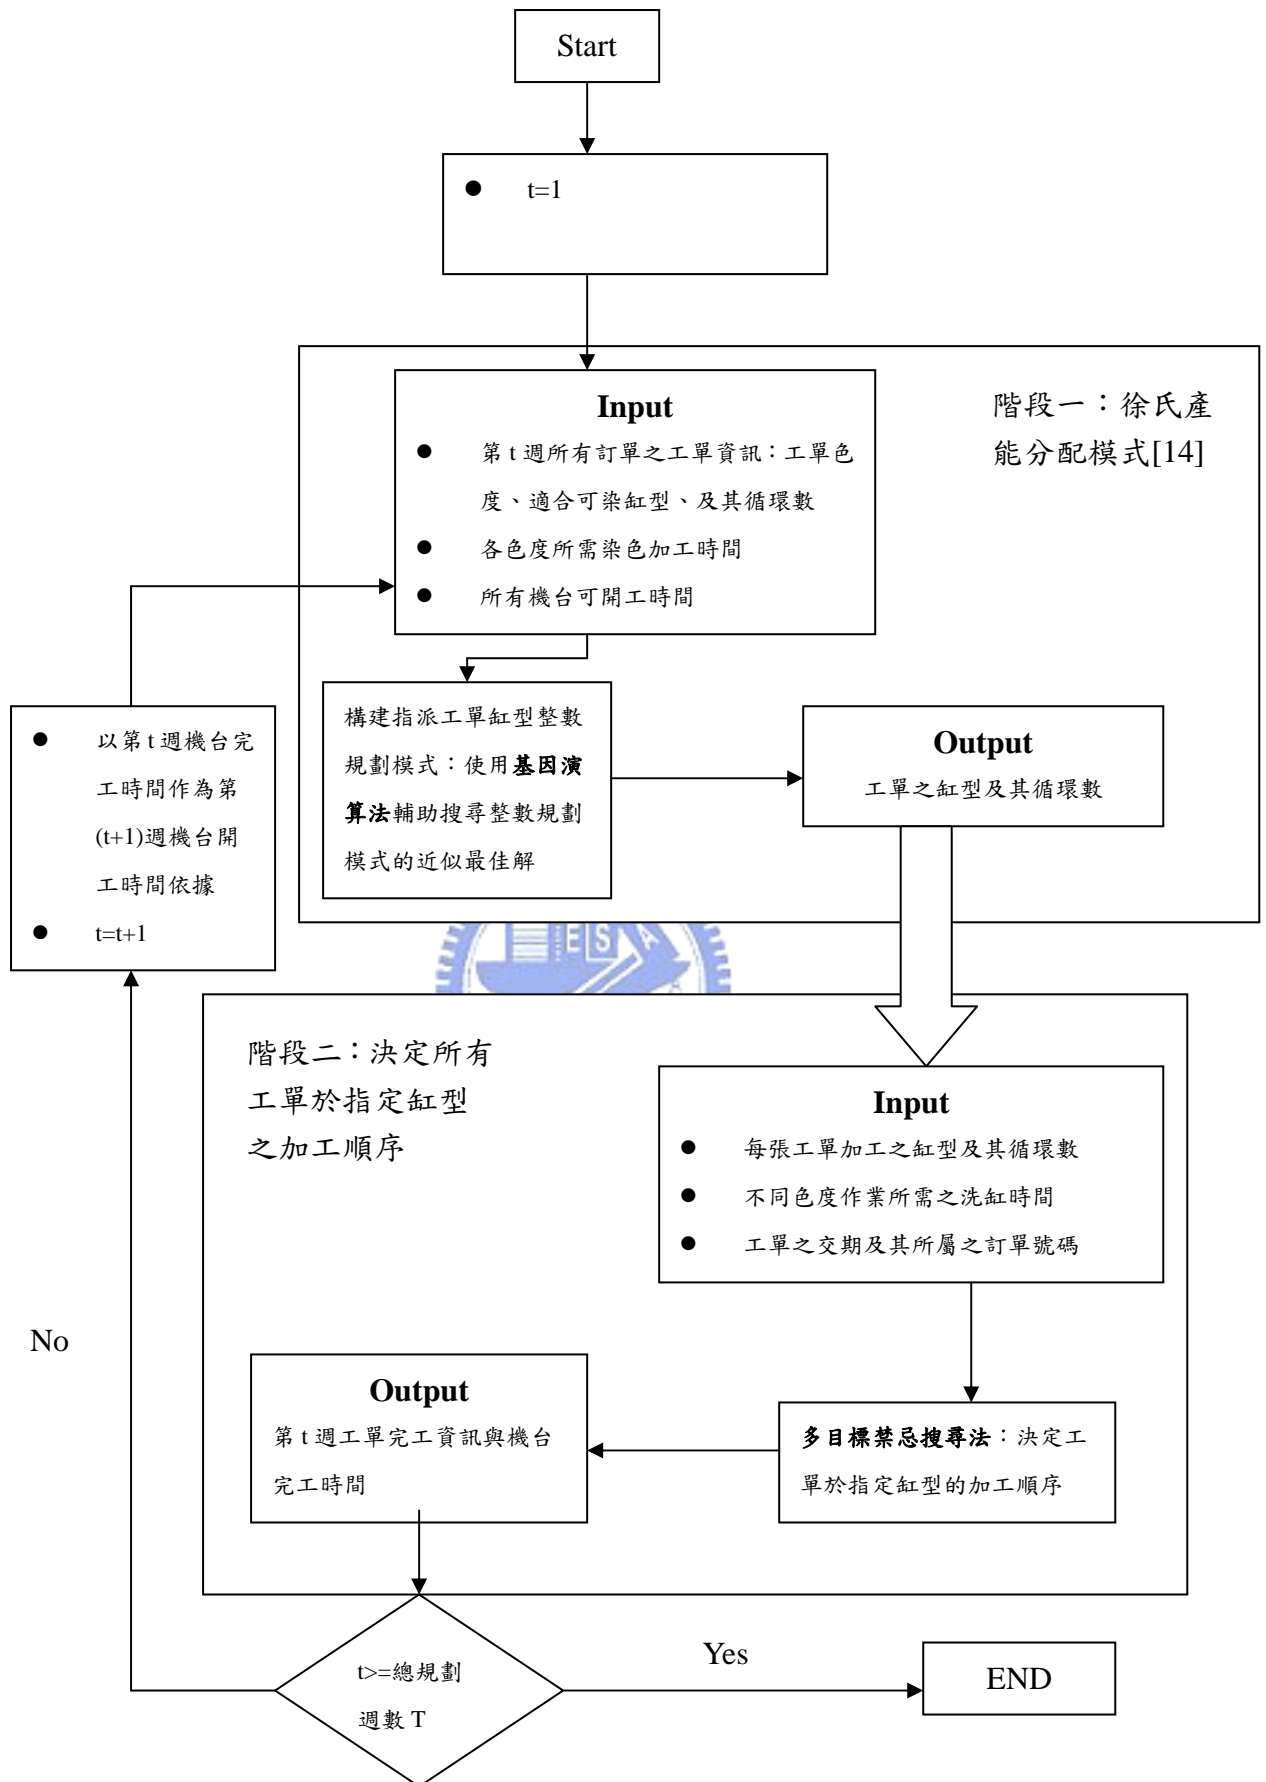 Start
● t=1
階段一：徐氏產
能分配模式[14]
Input
● 第 t 週所有訂單之工單資訊：工單色
度、適合可染缸型、及其循環數
● 各色度所需染色加工時間
● 所有機台可開工時間
構建指派工單缸型整數
規劃模式：使用基因演
算法輔助搜尋整數規劃
模式的近似最佳解
Output
工單之缸型及其循環數
● 以第 t 週機台完
工時間作為第
(t+1)週機台開
工時間依據
● t=t+1
E S A
階段二：決定所有
工單於指定缸型
之加工順序
Input
● 每張工單加工之缸型及其循環數
● 不同色度作業所需之洗缸時間
● 工單之交期及其所屬之訂單號碼
No
Output
第 t 週工單完工資訊與機台
完工時間
多目標禁忌搜尋法：決定工
單於指定缸型的加工順序
t>=總規劃
週數 T
Yes
END